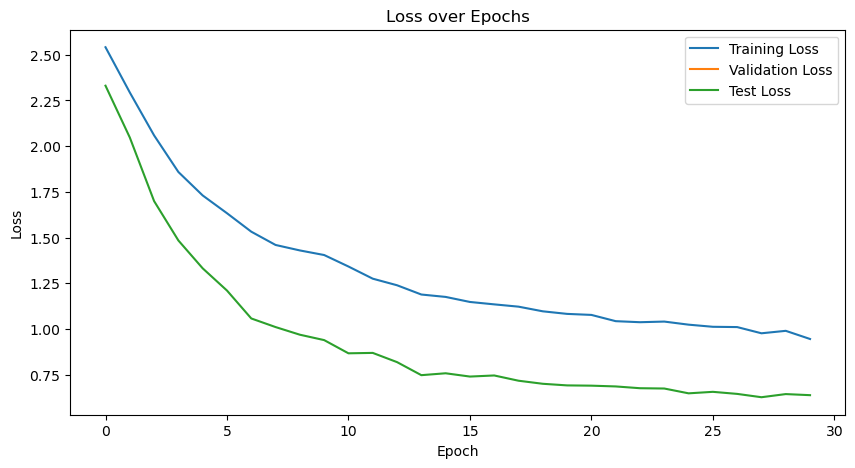 Loss over Epochs
Training Loss
Validation Loss
Test Loss
Loss
2.50
2.25
2.00
1.75
1.50
1.25
1.00
0.75
0 5 10 15 20 25 30
Epoch